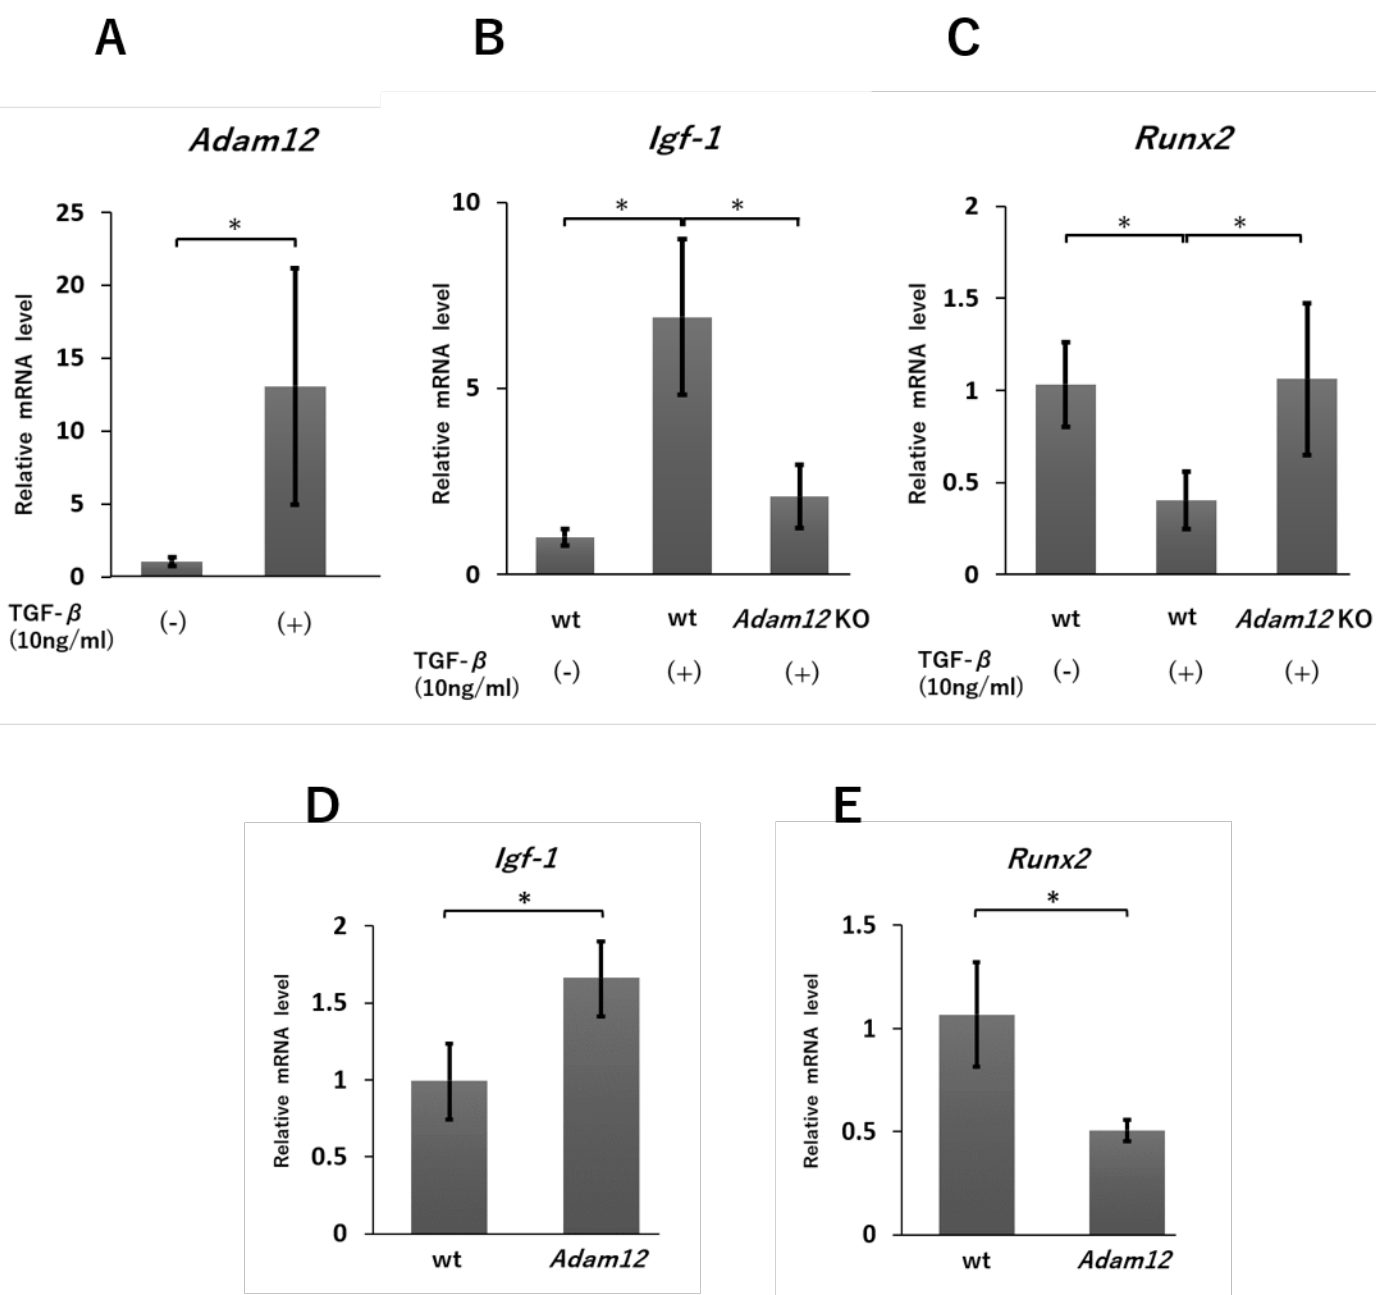 A
B
C
Adam12
Igf-1
Runx2
Relative mRNA level
25
20
15
10
5
0
*
TGF-β
(10ng/ml)
(-)
(+)
Relative mRNA level
10
5
0
*
*
wt
wt
Adam12 KO
TGF-β
(10ng/ml)
(-)
(+)
(+)
Relative mRNA level
2
1.5
1
0.5
0
*
*
wt
wt
Adam12 KO
TGF-β
(10ng/ml)
(-)
(+)
(+)
D
Igf-1
*
Relative mRNA level
2
1.5
1
0.5
0
wt
Adam12
E
Runx2
*
Relative mRNA level
1.5
1
0.5
0
wt
Adam12